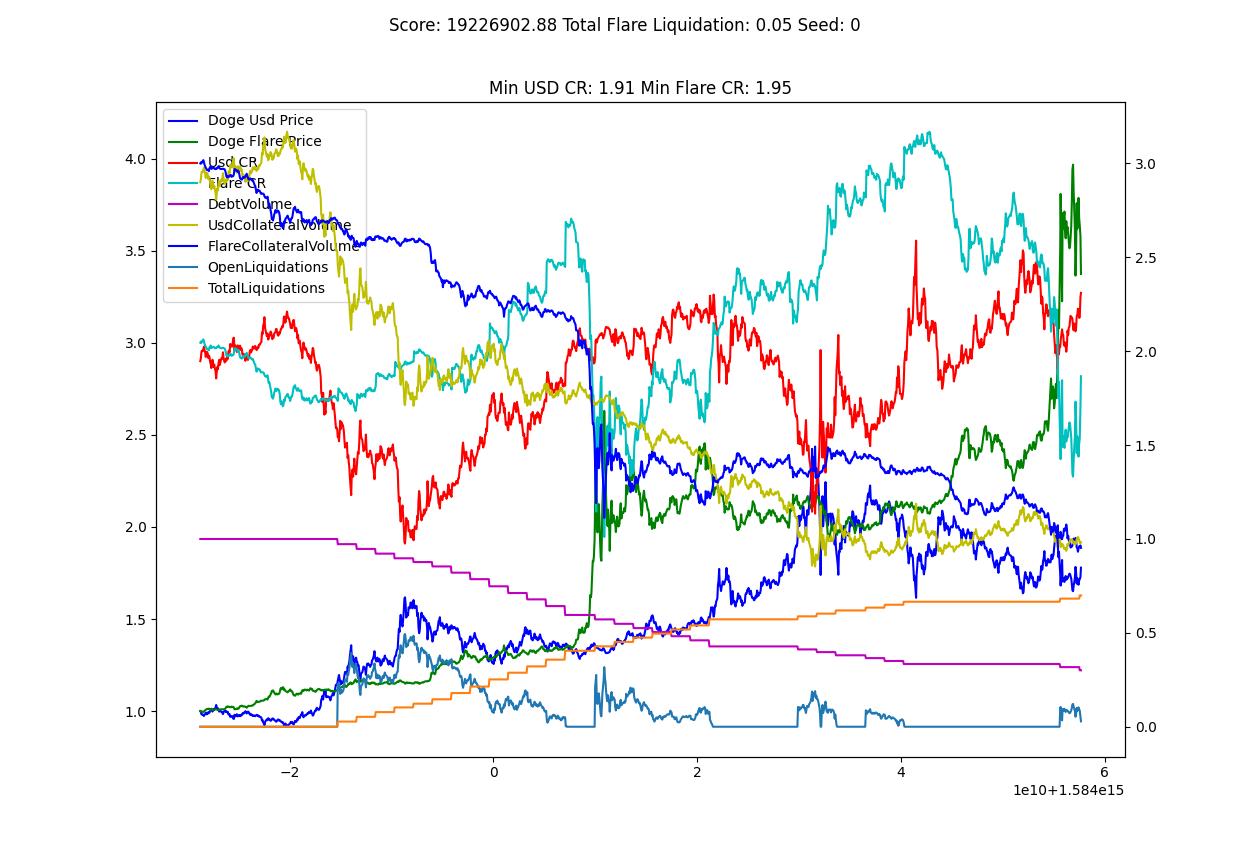 Score: 19226902.88 Total Flare Liquidation: 0.05 Seed: 0
Min USD CR: 1.91 Min Flare CR: 1.95
Doge Usd Price
Doge Flare Price
Usd CR
Flare CR
DebtVolume
UsdCollateralVolume
FlareCollateralVolume
OpenLiquidations
TotalLiquidations
4.0
3.5
3.0
2.5
2.0
1.5
1.0
3.0
2.5
2.0
1.5
1.0
0.5
0.0
−2
0
2
4
6
1e10+1.584e15